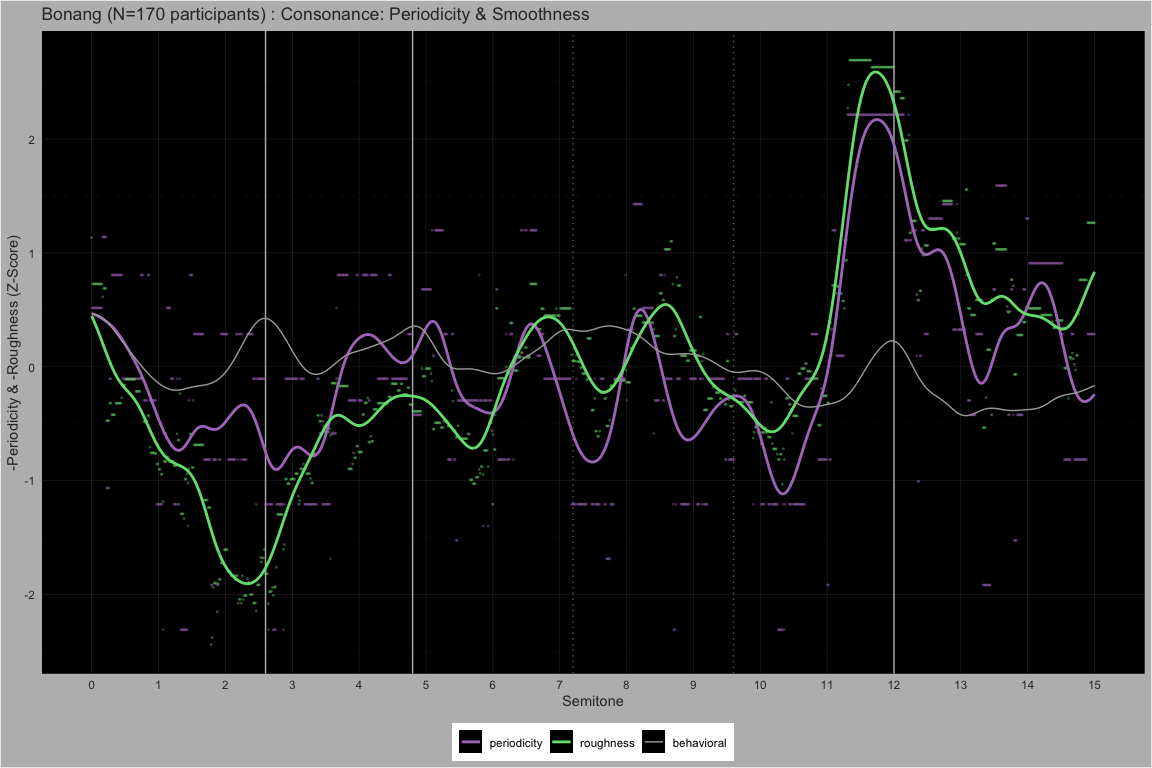 Bonang (N=170 participants) : Consonance: Periodicity & Smoothness
-Periodicity & -Roughness (Z-Score)
2
1
0
-1
-2
0 1 2 3 4 5 6 7 8 9 10 11 12 13 14 15
Semitone
periodicity roughness behavioral